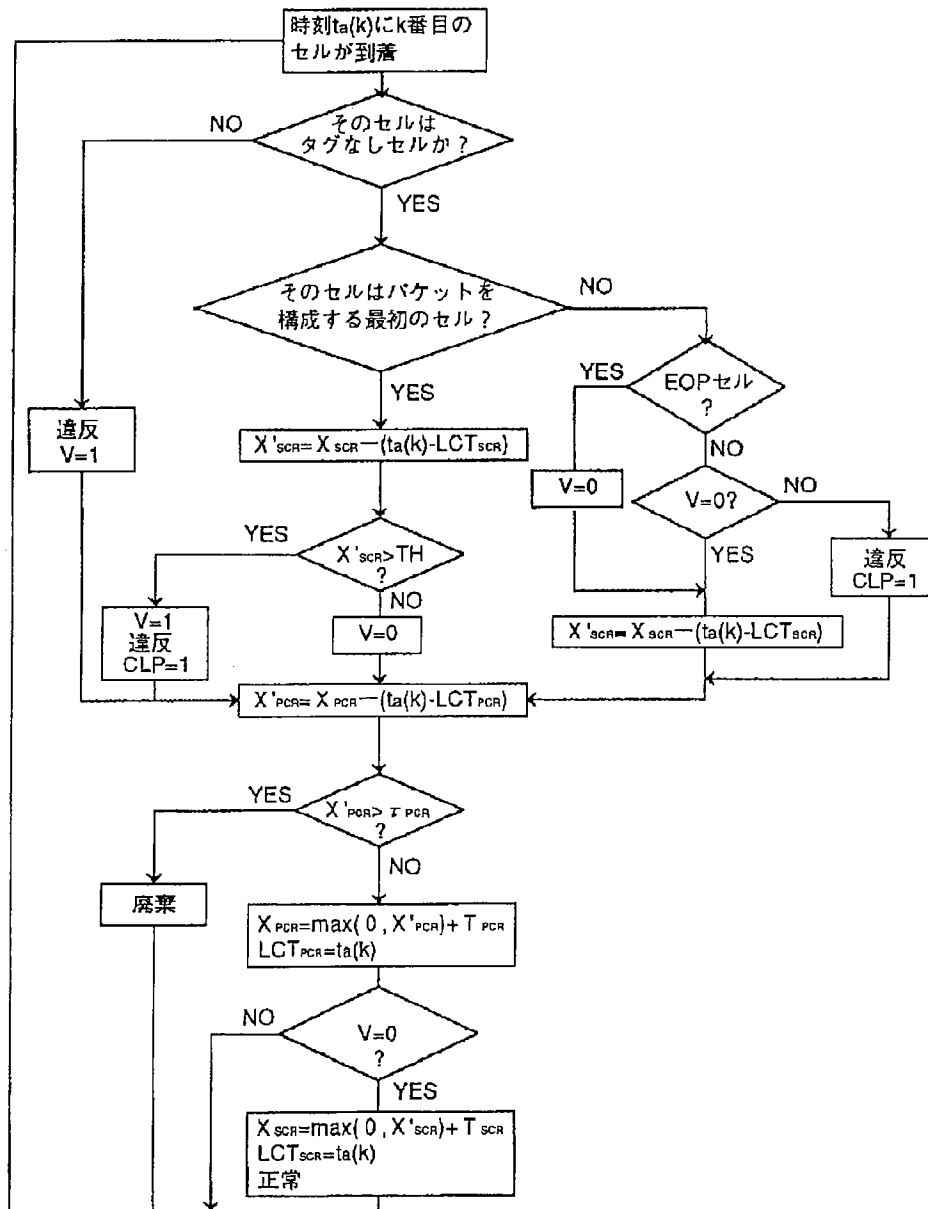 時刻ta(k)にk番目の
セルが到着
そのセルは
タグなしセルか？
NO
YES
そのセルはパケットを
構成する最初のセル？
NO
YES
EOPセル
?
YES
NO
違反
V=1
X'SCR=XSCR—(ta(k)-LCTSCR)
V=0
V=0?
NO
YES
X'SCR>TH
?
YES
NO
違反
CLP=1
V=1
違反
CLP=1
V=0
X'SCR=XSCR—(ta(k)-LCTSCR)
X'PCR=XPCR—(ta(k)-LCTPCR)
X'PCR>τPCR
?
YES
NO
廃棄
XPCR=max(0,X'PCR)+TPCR
LCTPCR=ta(k)
V=0
?
NO
YES
XSCR=max(0,X'SCR)+TSCR
LCTSCR=ta(k)
正常